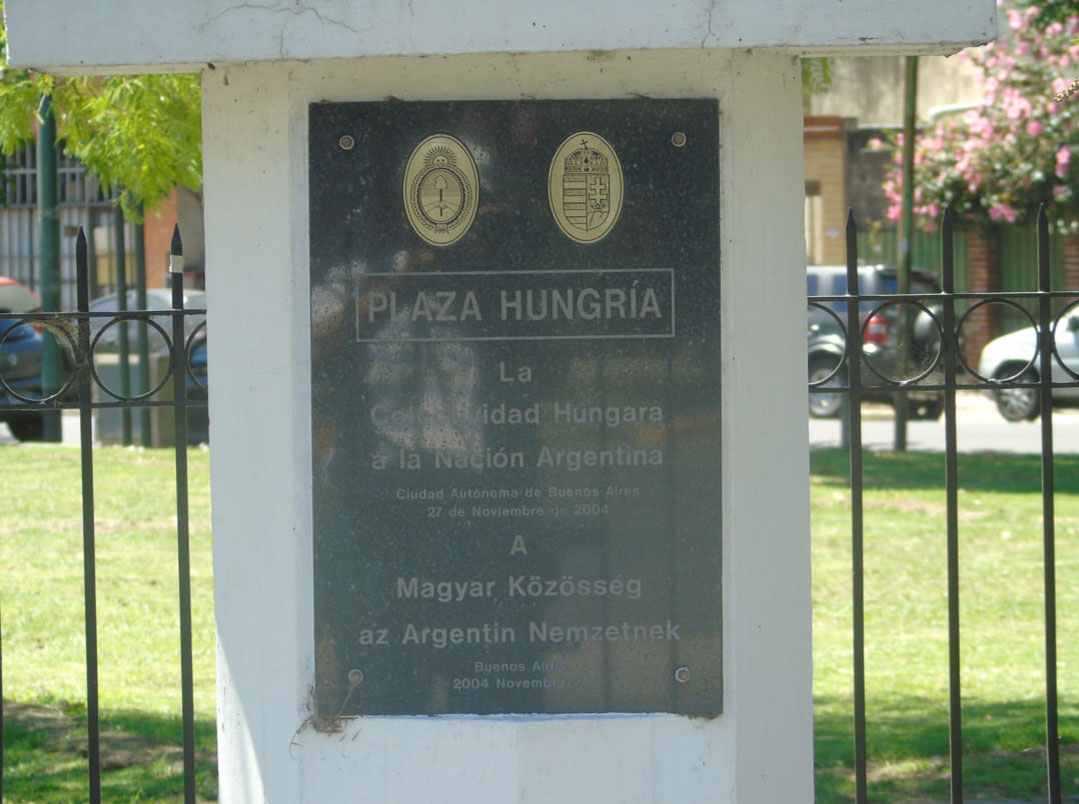 PLAZA HUNGRÍA
La
Colectividad Húngara
a la Nación Argentina
Ciudad Autónoma de Buenos Aires
27 de Noviembre de 2004
A
Magyar Közösség
az Argentin Nemzetnek
Buenos Aires
2004 November